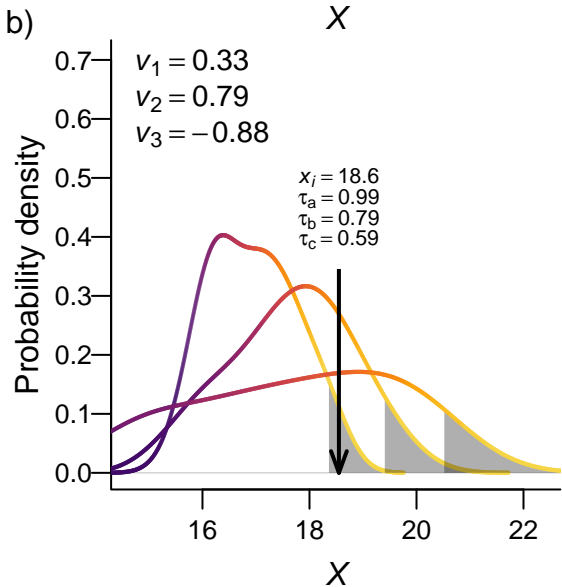 b)
X
v1 = 0.33
v2 = 0.79
v3 = −0.88
xi = 18.6
τa = 0.99
τb = 0.79
τc = 0.59
Probability density
0.7
0.6
0.5
0.4
0.3
0.2
0.1
0.0
16 18 20 22
X